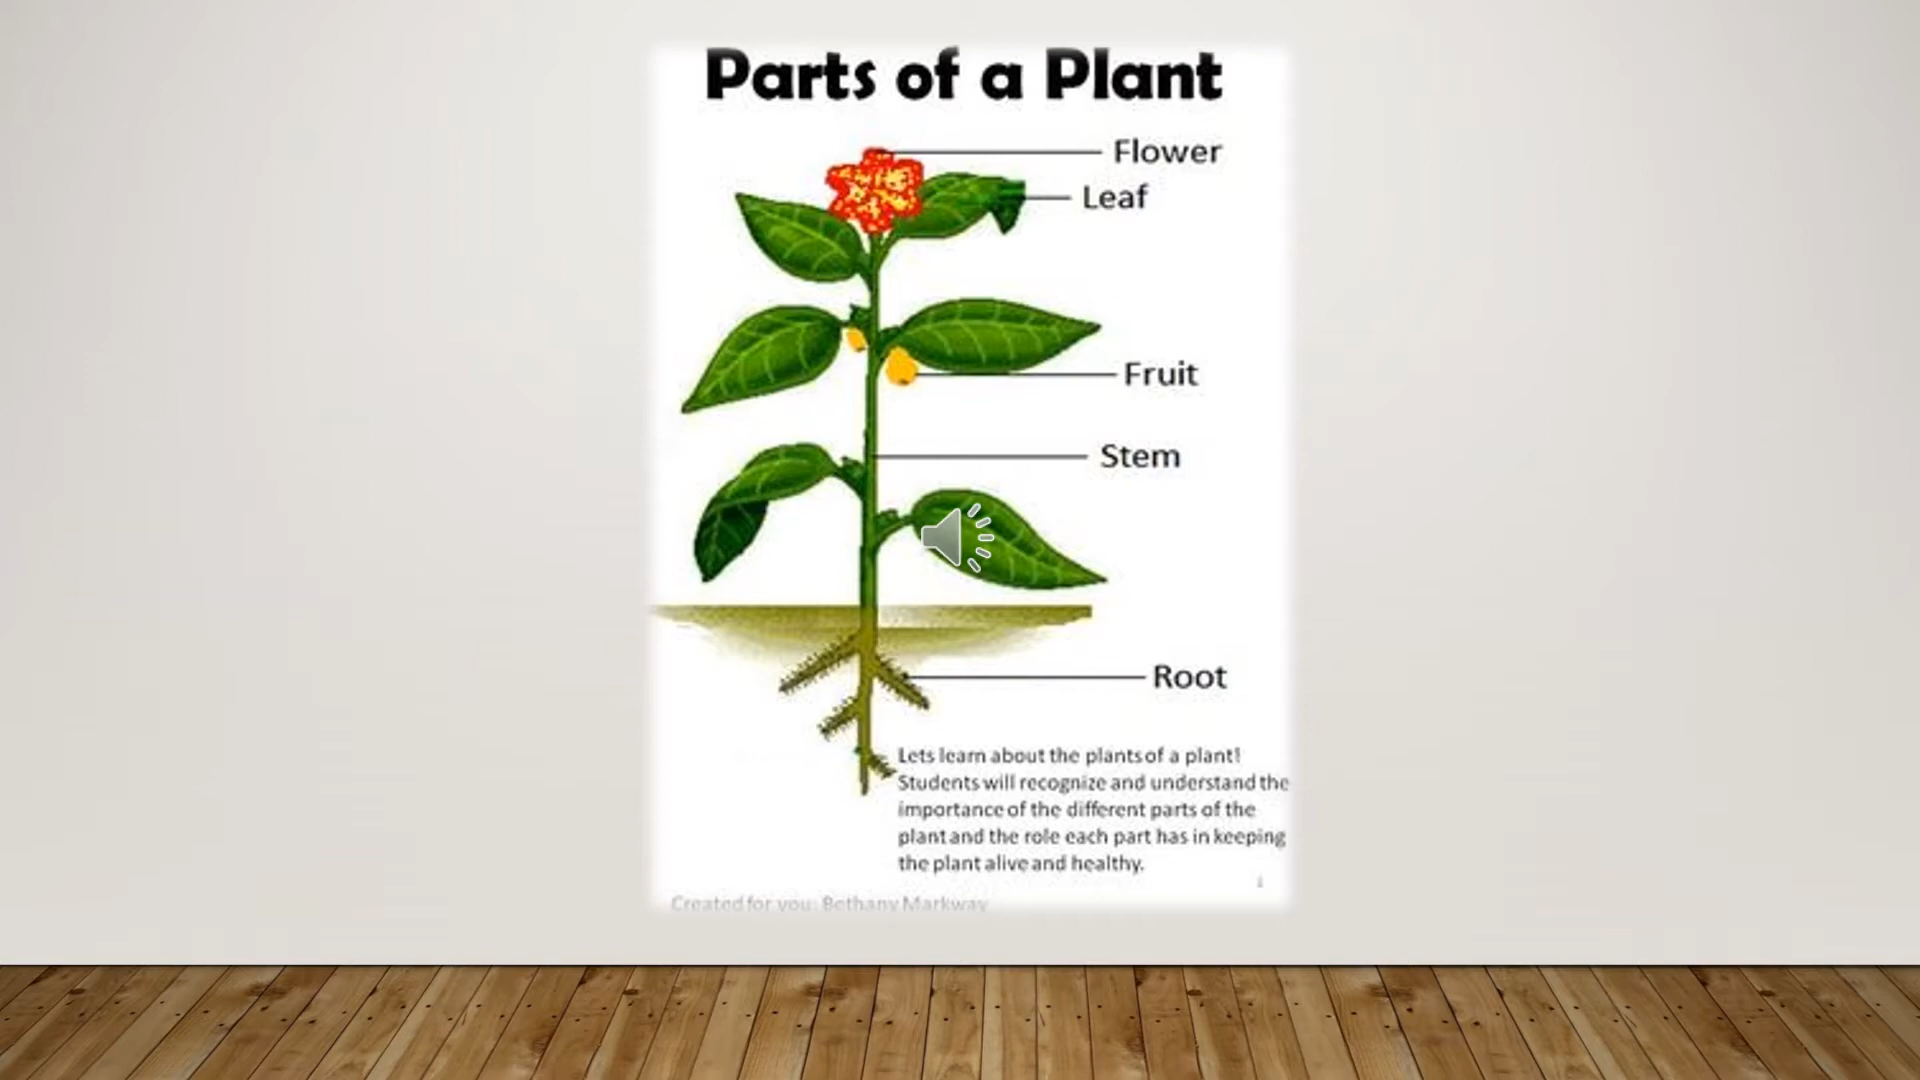 Parts of a Plant
Flower
Leaf
Fruit
Stem
Root
Lets learn about the plants of a plant!
Students will recognize and understand the
importance of the different parts of the
plant and the role each part has in keeping
the plant alive and healthy.
Created for you: Bethany Markway